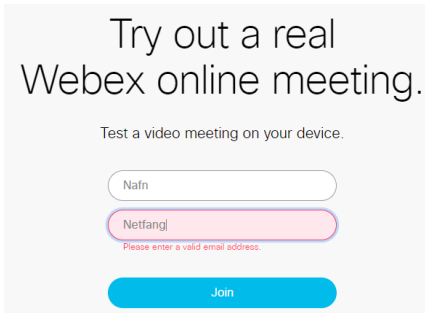 Try out a real
Webex online meeting.
Test a video meeting on your device.
Nafn
Netfang
Please enter a valid email address.
Join